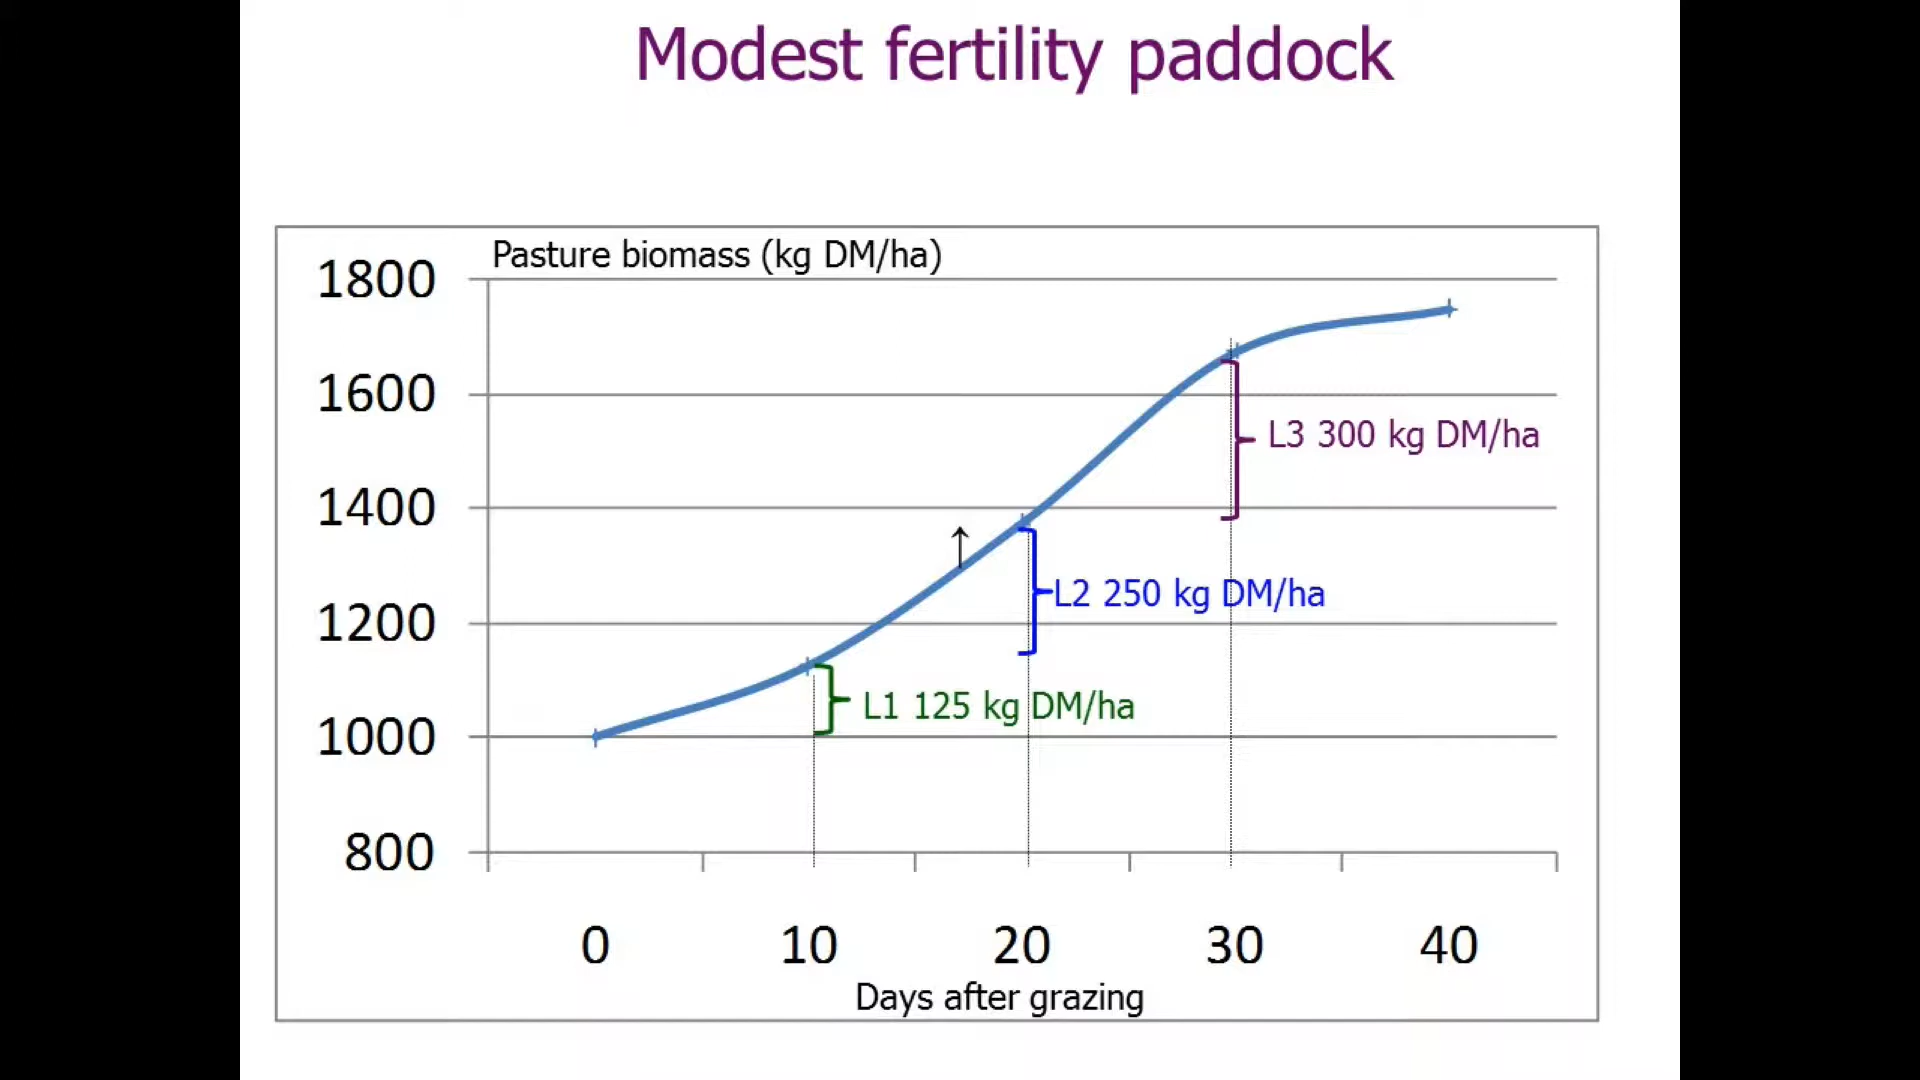 Modest fertility paddock
Pasture biomass (kg DM/ha)
1800
1600
L3 300 kg DM/ha
1400
L2 250 kg DM/ha
1200
L1 125 kg DM/ha
1000
800
0 10 20 30 40
Days after grazing